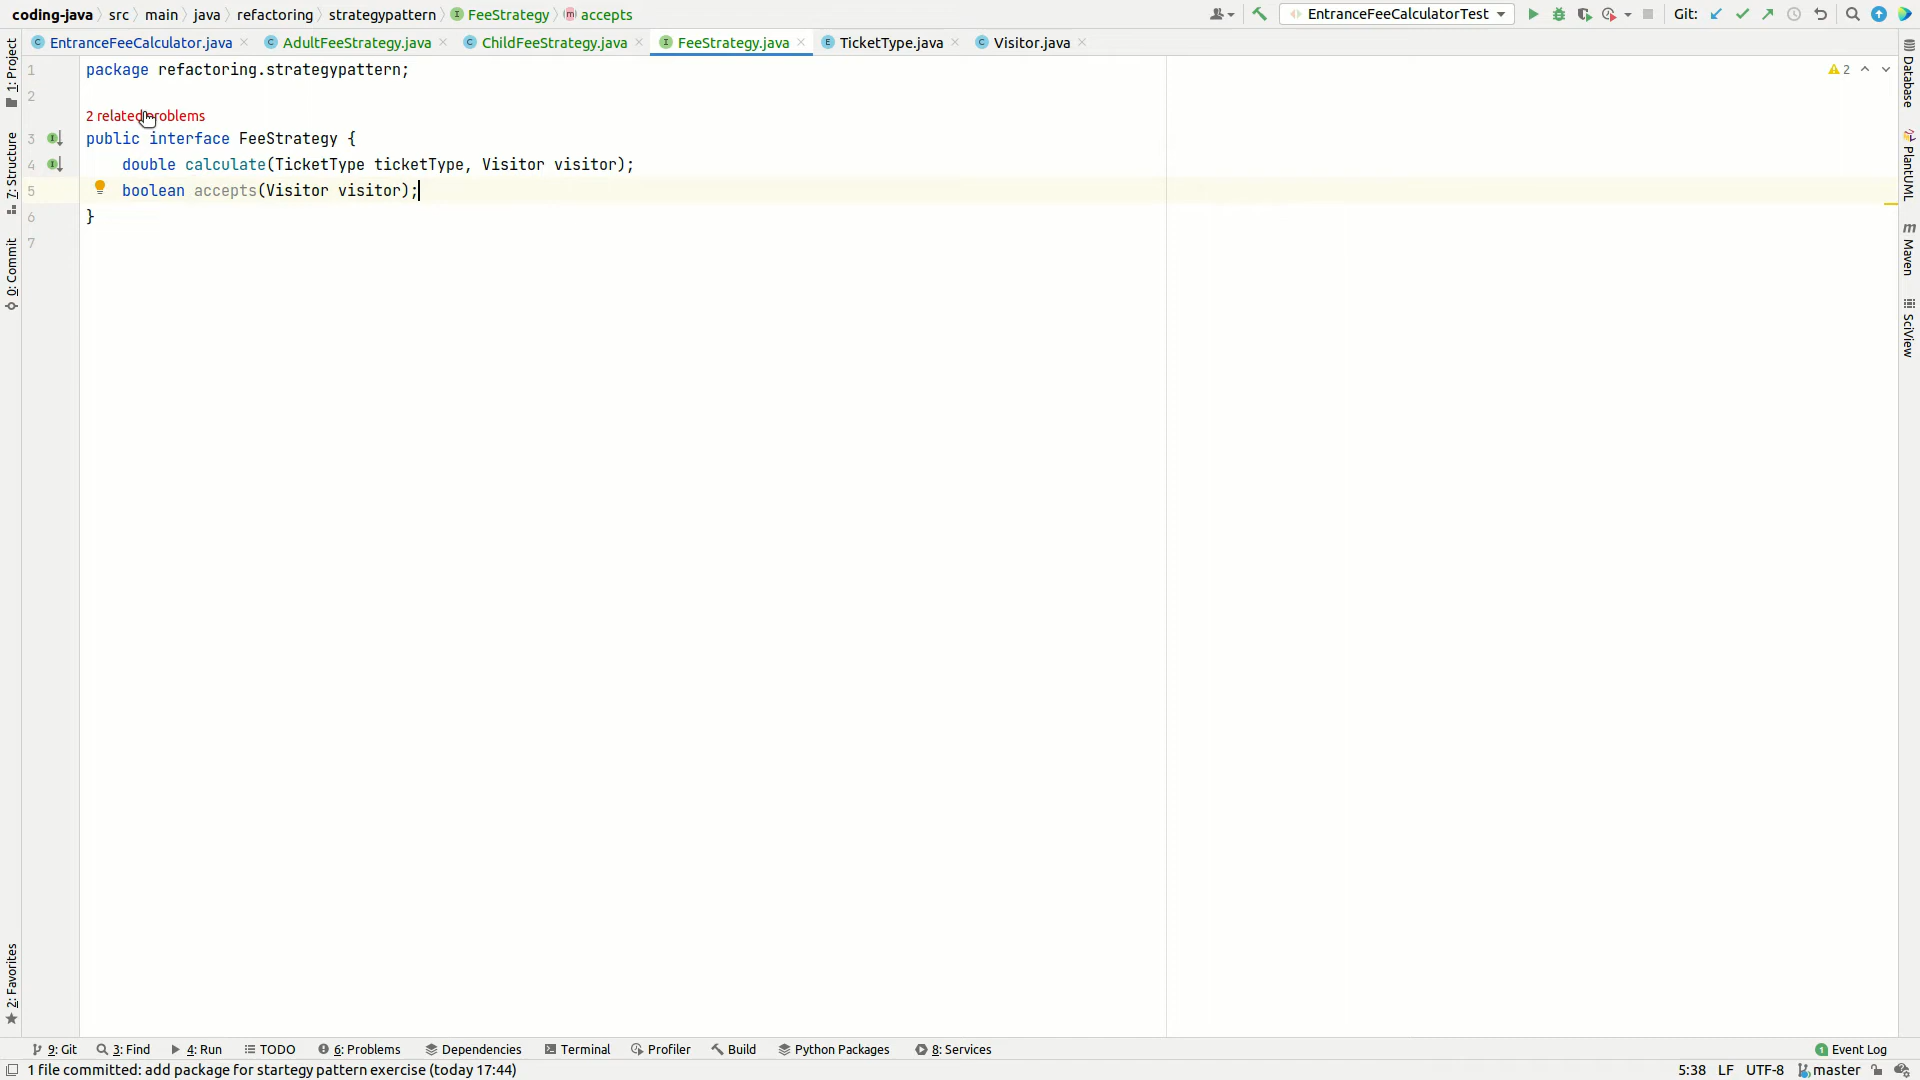 coding-java src main java refactoring strategypattern FeeStrategy accepts EntranceFeeCalculatorTest Git:
EntranceFeeCalculator.java AdultFeeStrategy.java ChildFeeStrategy.java FeeStrategy.java TicketType.java Visitor.java
1 package refactoring.strategypattern;
2
2 related problems
3 public interface FeeStrategy {
4 double calculate(TicketType ticketType, Visitor visitor);
5 boolean accepts(Visitor visitor);
6 }
7
2
1: Project
7: Structure
0: Commit
2: Favorites
Database
PlantUML
Maven
SciView
9: Git 3: Find 4: Run TODO 6: Problems Dependencies Terminal Profiler Build Python Packages 8: Services 1 Event Log
1 file committed: add package for startegy pattern exercise (today 17:44) 5:38 LF UTF-8 master